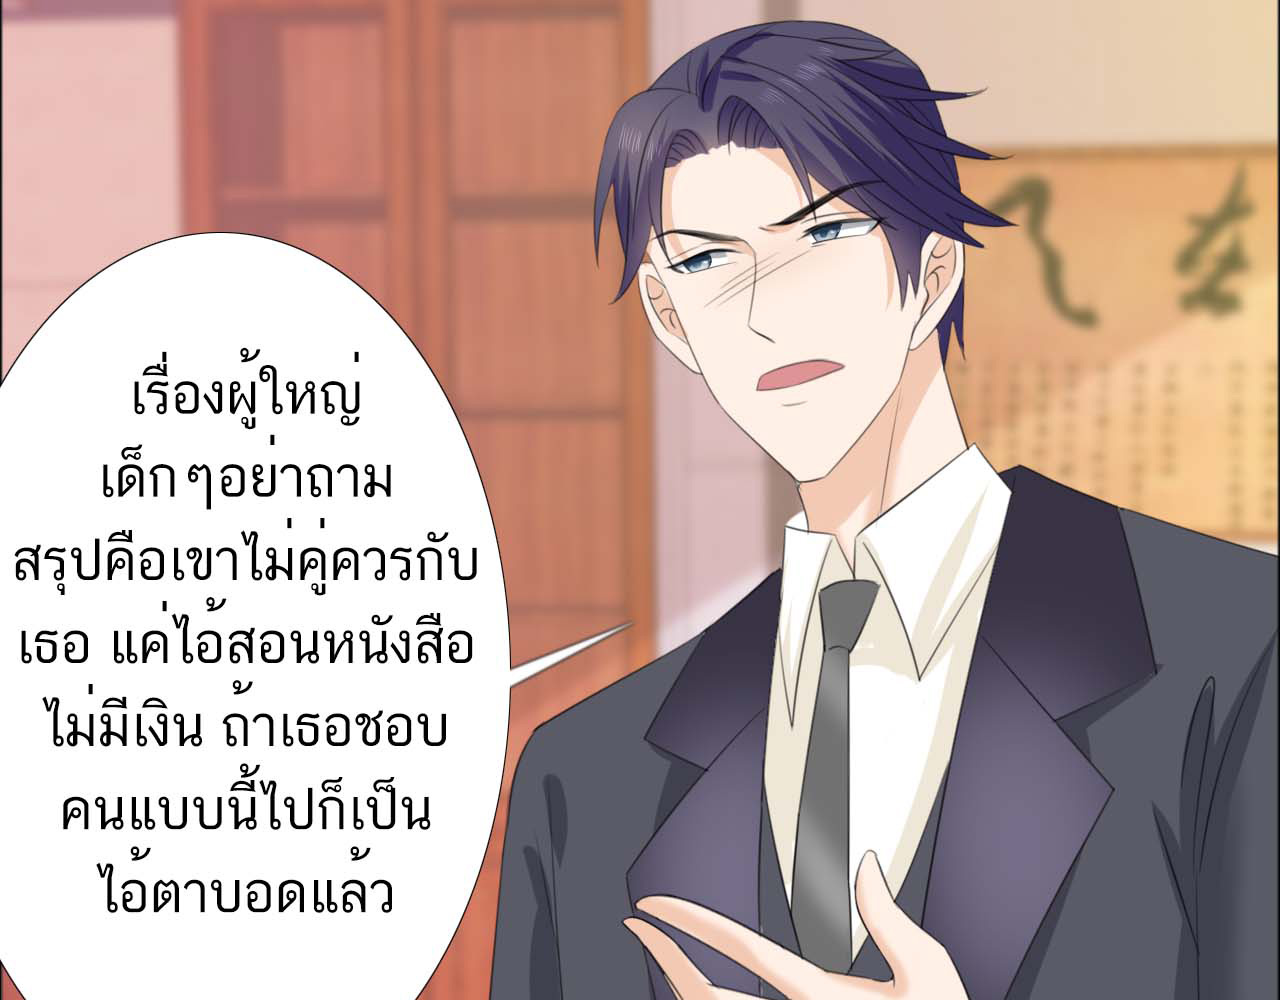 เรื่องผู้ใหญ่
เด็กๆอย่าถาม
สรุปคือเขาไม่คู่ควรกับ
เธอ แค่ไอ้สอนหนังสือ
ไม่มีเงิน ถ้าเธอชอบ
คนแบบนี้ไปก็เป็น
ไอ้ตาบอดแล้ว